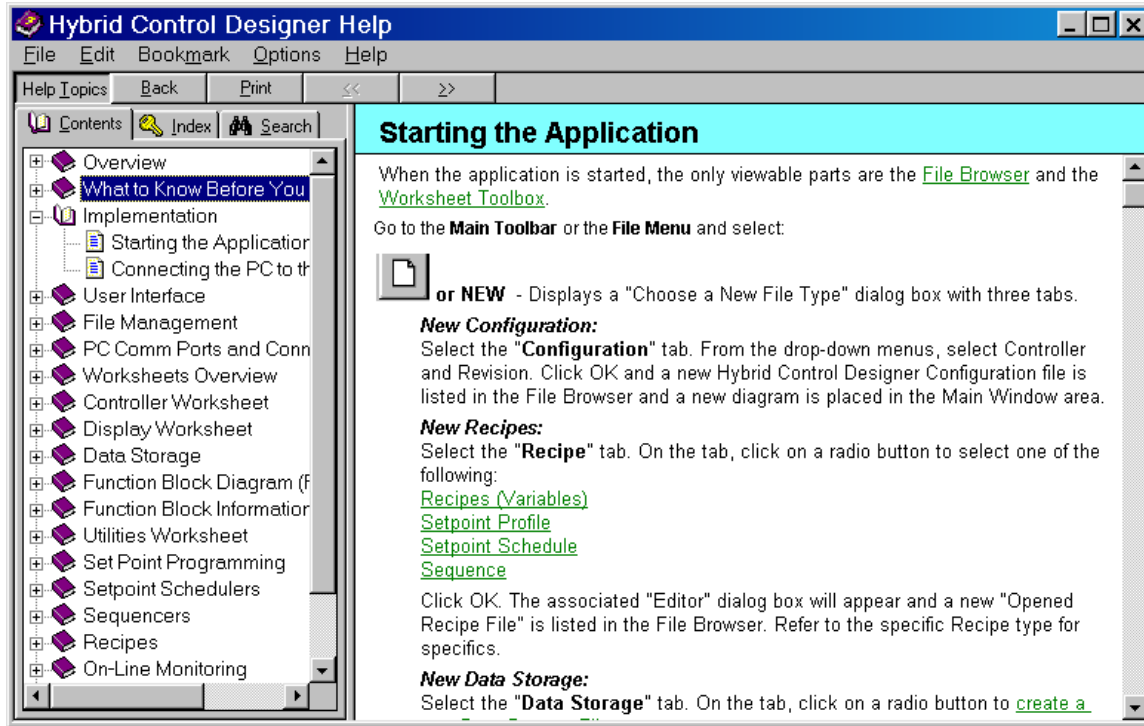 Hybrid Control Designer Help
File Edit Bookmark Options Help
Help Topics Back Print << >>
Contents Index Search
Overview
What to Know Before You
Implementation
Starting the Application
Connecting the PC to th
User Interface
File Management
PC Comm Ports and Conn
Worksheets Overview
Controller Worksheet
Display Worksheet
Data Storage
Function Block Diagram (F
Function Block Information
Utilities Worksheet
Set Point Programming
Setpoint Schedulers
Sequencers
Recipes
On-Line Monitoring
Starting the Application
When the application is started, the only viewable parts are the File Browser and the
Worksheet Toolbox.
Go to the Main Toolbar or the File Menu and select:
or NEW - Displays a "Choose a New File Type" dialog box with three tabs.
New Configuration:
Select the "Configuration" tab. From the drop-down menus, select Controller
and Revision. Click OK and a new Hybrid Control Designer Configuration file is
listed in the File Browser and a new diagram is placed in the Main Window area.
New Recipes:
Select the "Recipe" tab. On the tab, click on a radio button to select one of the
following:
Recipes (Variables)
Setpoint Profile
Setpoint Schedule
Sequence
Click OK. The associated "Editor" dialog box will appear and a new "Opened
Recipe File" is listed in the File Browser. Refer to the specific Recipe type for
specifics.
New Data Storage:
Select the "Data Storage" tab. On the tab, click on a radio button to create a